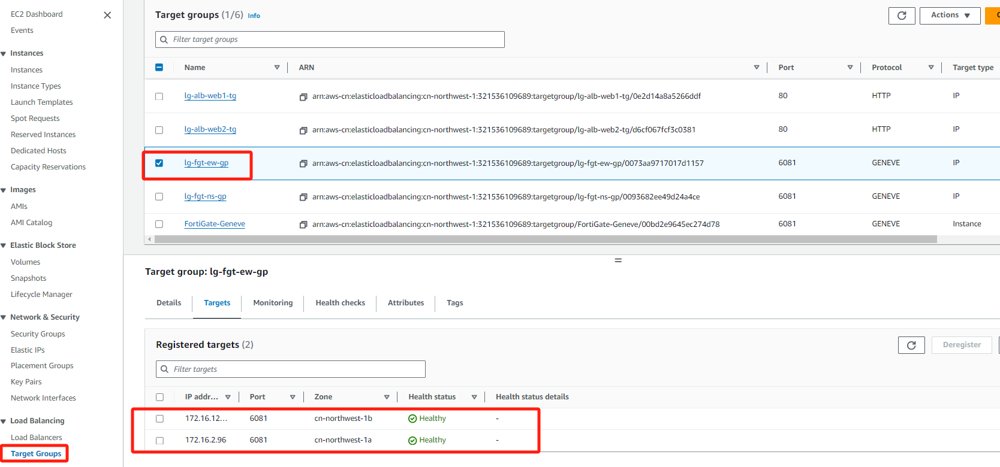 EC2 Dashboard
Events
Instances
Instances
Instance Types
Launch Templates
Spot Requests
Reserved Instances
Dedicated Hosts
Capacity Reservations
Images
AMIs
AMI Catalog
Elastic Block Store
Volumes
Snapshots
Lifecycle Manager
Network & Security
Security Groups
Elastic IPs
Placement Groups
Key Pairs
Network Interfaces
Load Balancing
Load Balancers
Target Groups
Target groups (1/6) Info
Actions
Filter target groups
Name ARN Port Protocol Target type
lg-alb-web1-tg arn:aws-cn:elasticloadbalancing:cn-northwest-1:321536109689:targetgroup/lg-alb-web1-tg/0e2d14a8a5266ddf 80 HTTP IP
lg-alb-web2-tg arn:aws-cn:elasticloadbalancing:cn-northwest-1:321536109689:targetgroup/lg-alb-web2-tg/d6cf067fcf3c0381 80 HTTP IP
lg-fgt-ew-gp arn:aws-cn:elasticloadbalancing:cn-northwest-1:321536109689:targetgroup/lg-fgt-ew-gp/0073aa9717017d1157 6081 GENEVE IP
lg-fgt-ns-gp arn:aws-cn:elasticloadbalancing:cn-northwest-1:321536109689:targetgroup/lg-fgt-ns-gp/0093682ee49d24a4ce 6081 GENEVE IP
FortiGate-Geneve arn:aws-cn:elasticloadbalancing:cn-northwest-1:321536109689:targetgroup/FortiGate-Geneve/00bd2e9645ec274d78 6081 GENEVE Instance
Target group: lg-fgt-ew-gp
Details Targets Monitoring Health checks Attributes Tags
Registered targets (2)
Deregister
Filter targets
IP addr... Port Zone Health status Health status details
172.16.12... 6081 cn-northwest-1b Healthy -
172.16.2.96 6081 cn-northwest-1a Healthy -